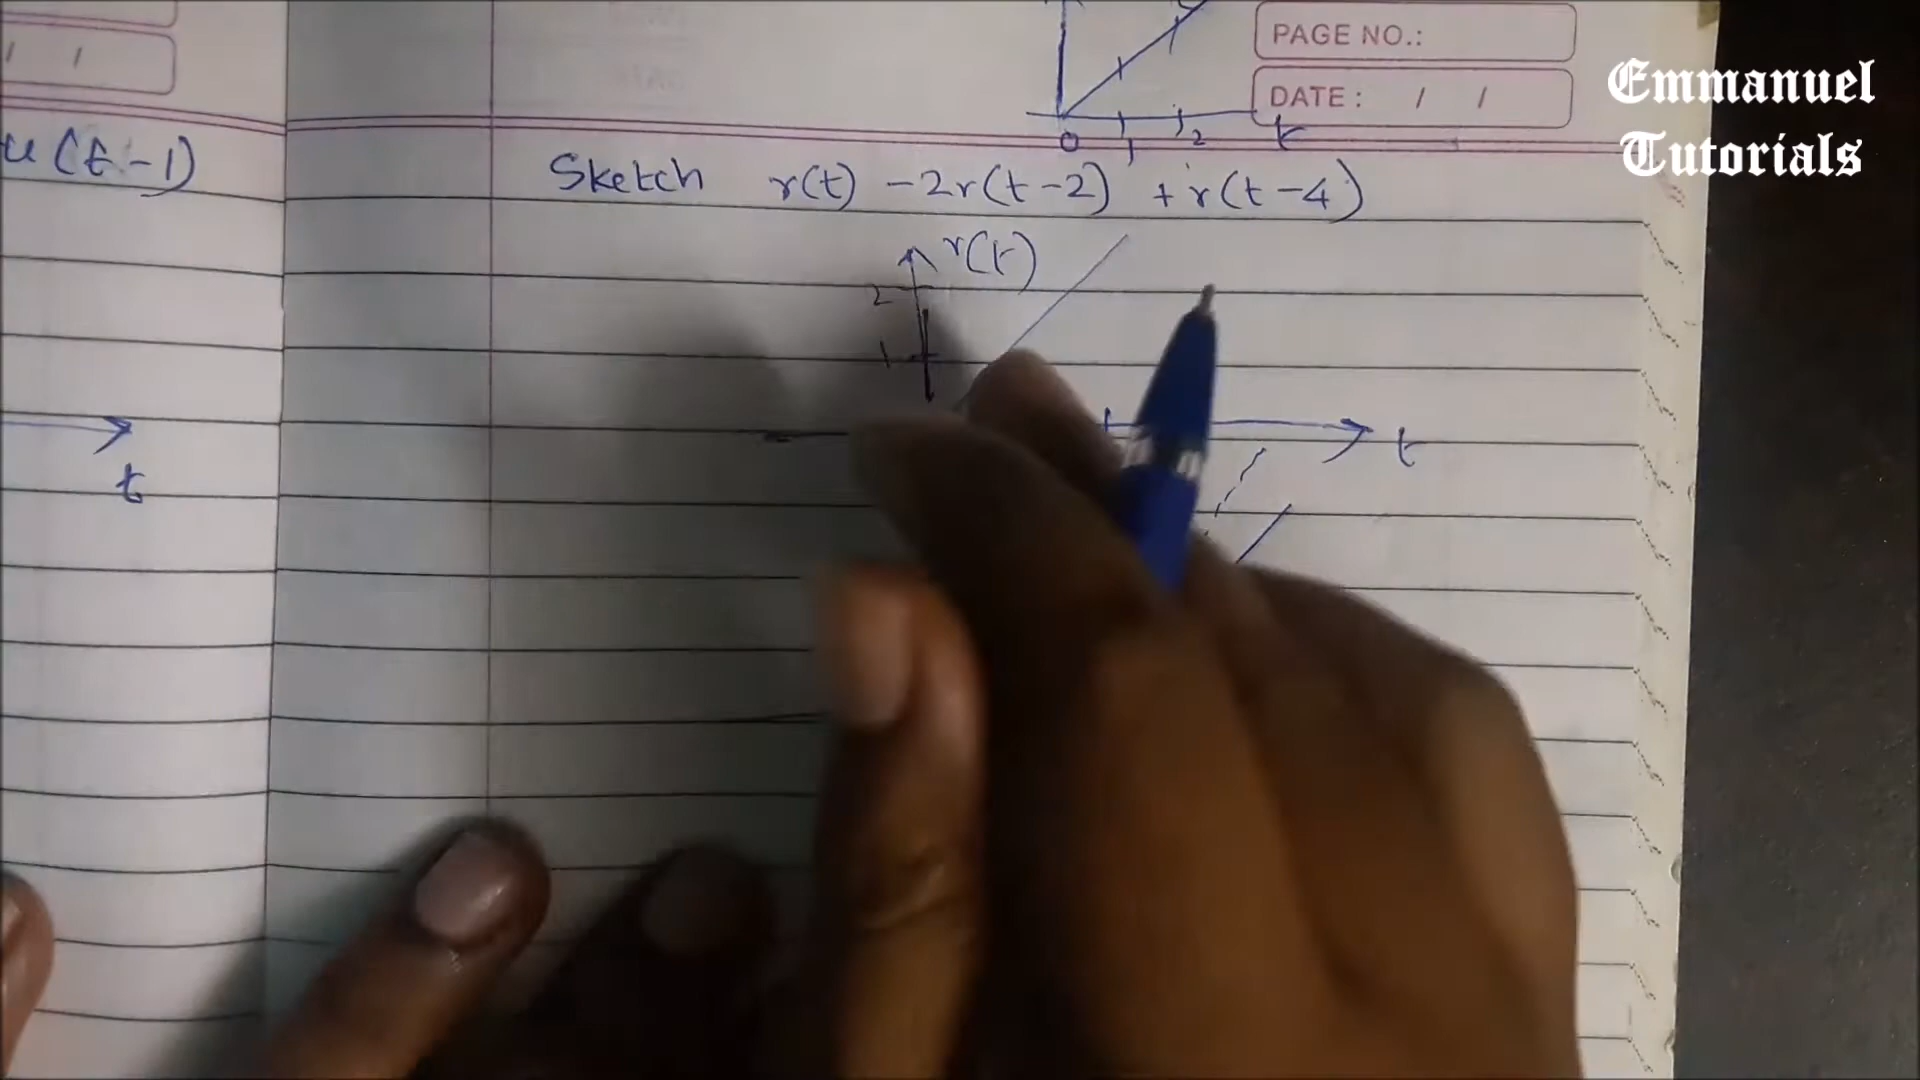 PAGE NO.:
DATE : / /
Emmanuel
Tutorials
0 1 2 t
u(t-1)
Sketch r(t) -2r(t-2) +r(t-4)
r(t)
2
1
t
t